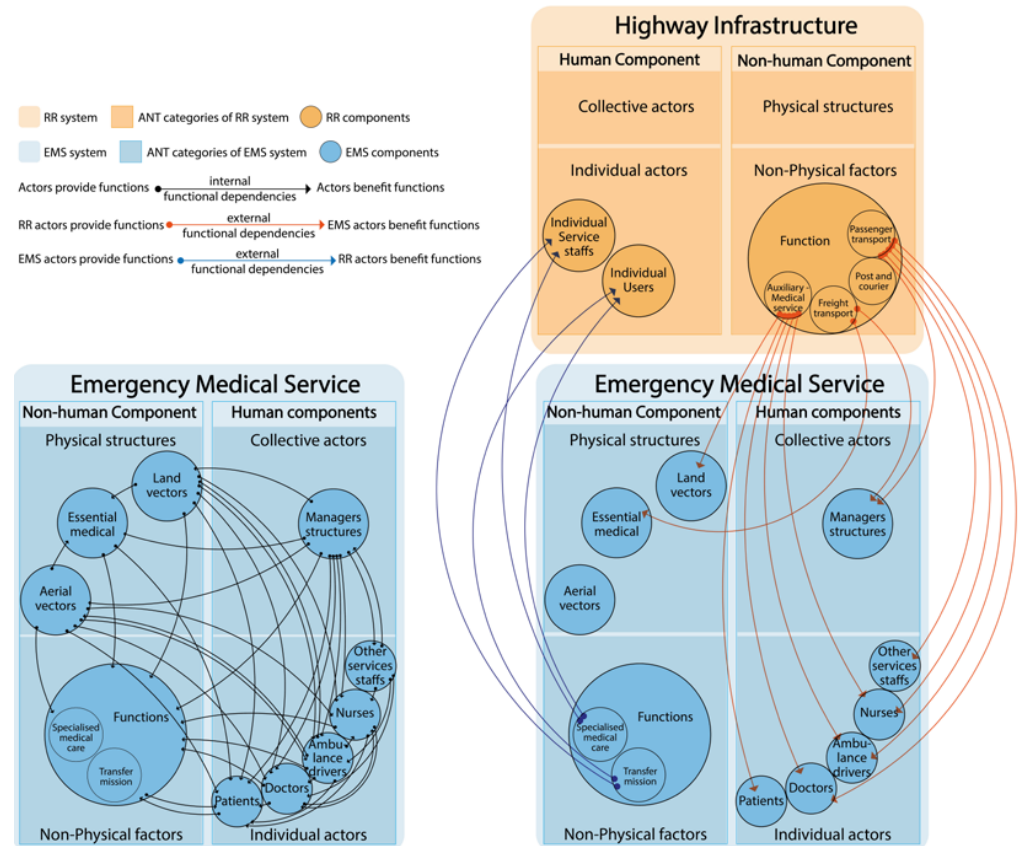 Highway Infrastructure
Human Component
Non-human Component
Collective actors
Physical structures
Individual actors
Non-Physical factors
Individual
Service
staffs
Individual
Users
Function
Passenger
transport
Post and
courier
Auxiliary -
Medical
service
Freight
transport
RR system
ANT categories of RR system
RR components
EMS system
ANT categories of EMS system
EMS components
Actors provide functions
internal
functional dependencies
Actors benefit functions
RR actors provide functions
external
functional dependencies
EMS actors benefit functions
EMS actors provide functions
external
functional dependencies
RR actors benefit functions
Emergency Medical Service
Non-human Component
Human components
Physical structures
Collective actors
Land
vectors
Essential
medical
Managers
structures
Aerial
vectors
Other
services
staffs
Nurses
Functions
Specialised
medical
care
Transfer
mission
Ambu-
lance
drivers
Doctors
Patients
Non-Physical factors
Individual actors
Emergency Medical Service
Non-human Component
Human components
Physical structures
Collective actors
Land
vectors
Essential
medical
Managers
structures
Aerial
vectors
Other
services
staffs
Nurses
Functions
Specialised
medical
care
Transfer
mission
Ambu-
lance
drivers
Doctors
Patients
Non-Physical factors
Individual actors